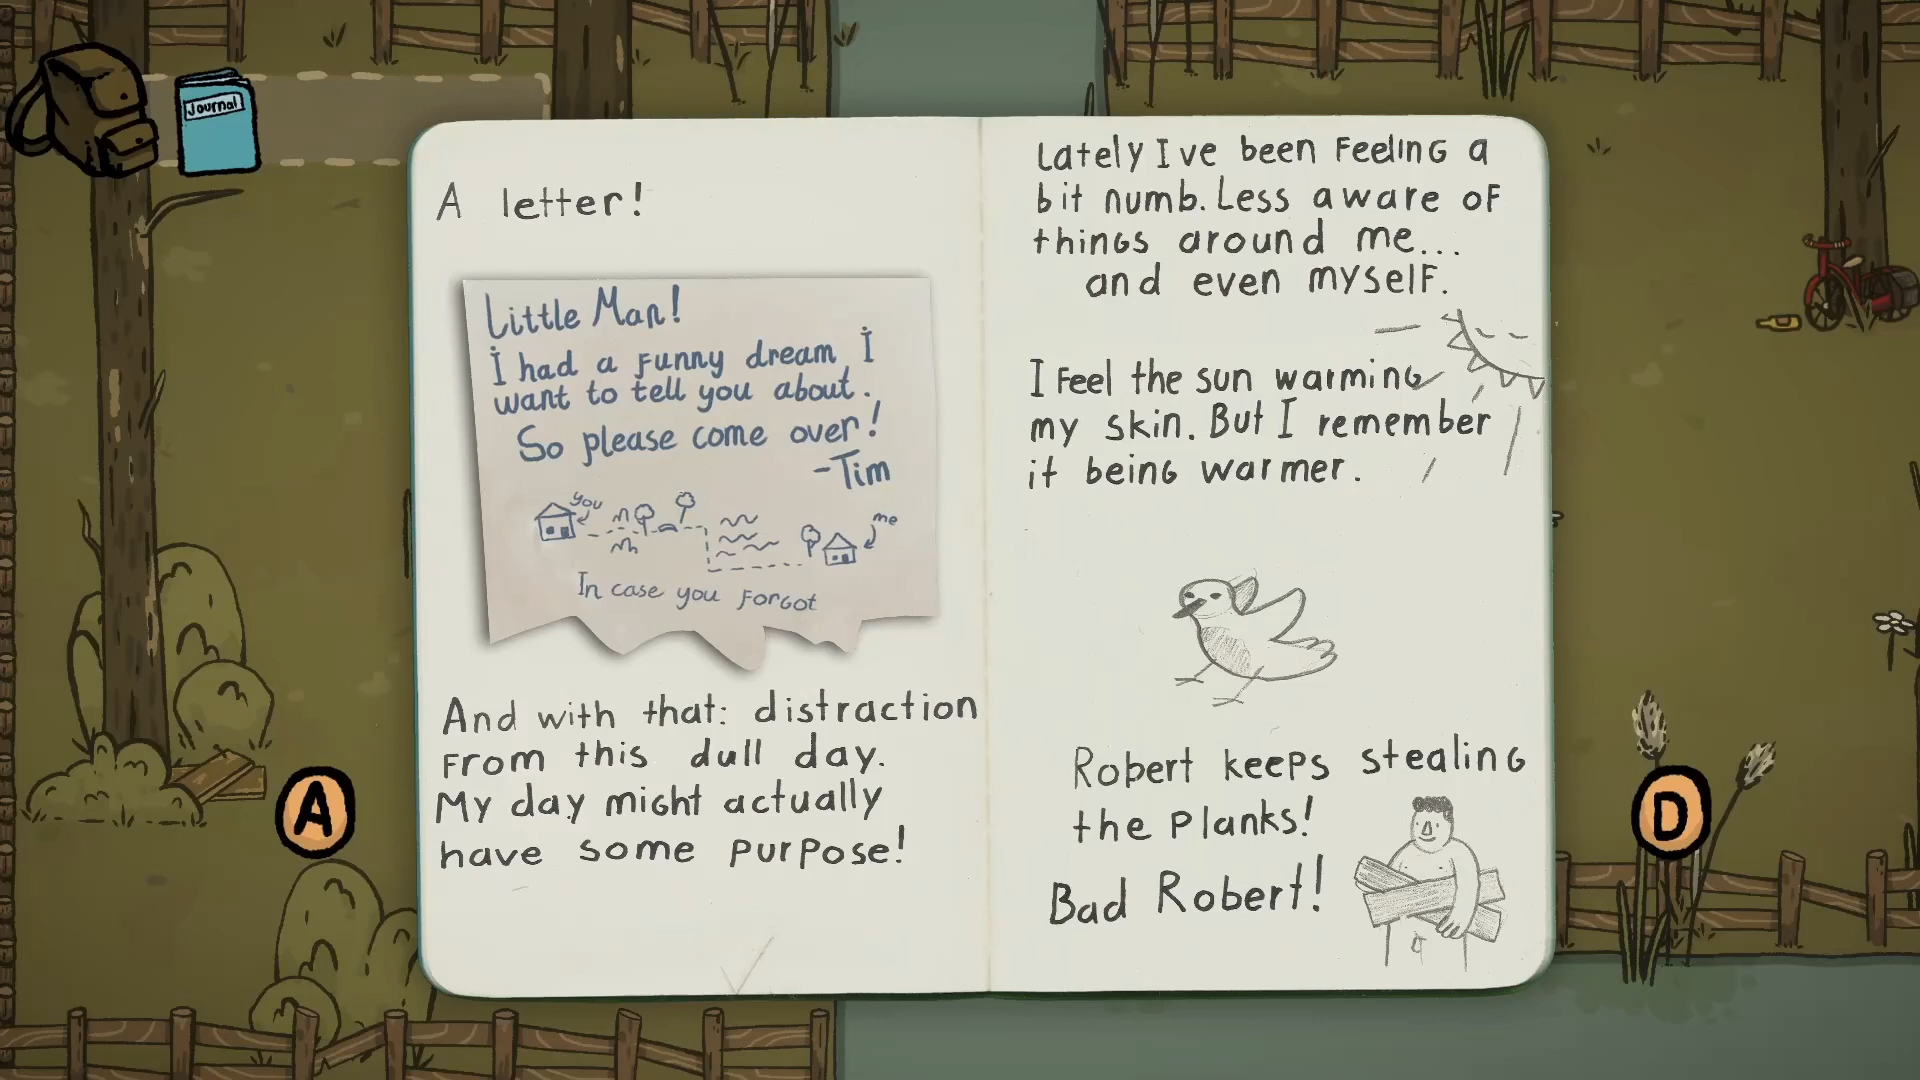 Journal
A letter!
Little Man!
I had a funny dream I
want to tell you about.
So please come over!
-Tim
you
me
In case you forgot
And with that: distraction
from this dull day.
My day might actually
have some purpose!
Lately I've been feeling a
bit numb. Less aware of
things around me...
and even myself.
I feel the sun warming
my skin. But I remember
it being warmer.
Robert keeps stealing
the planks!
Bad Robert!
A
D